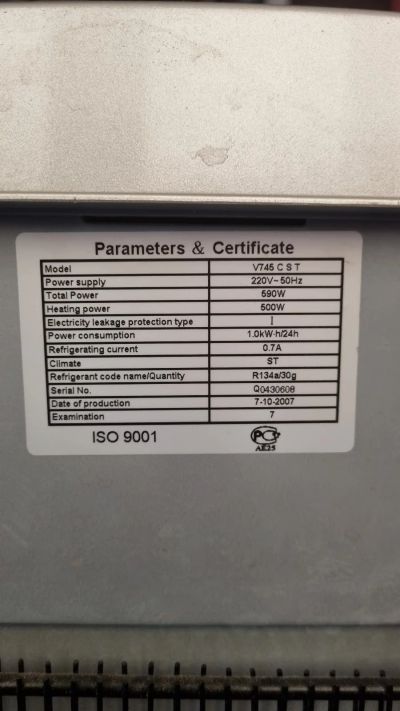 Parameters & Certificate
Model V745 C S T
Power supply 220V~50Hz
Total Power 590W
Heating power 500W
Electricity leakage protection type I
Power consumption 1.0kW·h/24h
Refrigerating current 0.7A
Climate ST
Refrigerant code name/Quantity R134a/30g
Serial No. Q0430608
Date of production 7-10-2007
Examination 7
ISO 9001
РСТ
АЕ25